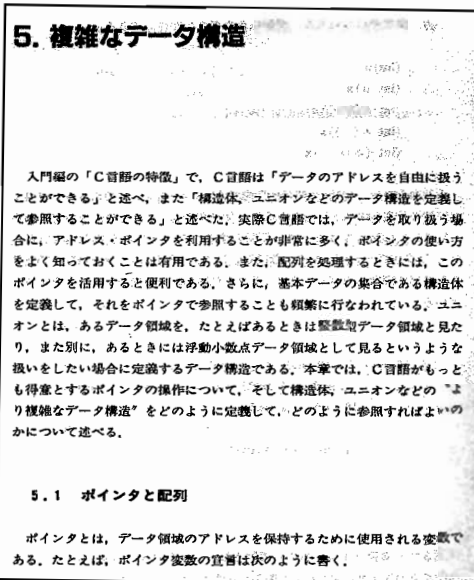 5. 複雑なデータ構造
入門編の「C言語の特徴」で，C言語は「データのアドレスを自由に扱う
ことができる」と述べ，また「構造体，ユニオンなどのデータ構造を定義し
て参照することができる」と述べた．実際C言語では，データを取り扱う場
合に，アドレス・ポインタを利用することが非常に多く，ポインタの使い方
をよく知っておくことは有用である．また，配列を処理するときには，この
ポインタを活用すると便利である．さらに，基本データの集合である構造体
を定義して，それをポインタで参照することも頻繁に行なわれている．ユニ
オンとは，あるデータ領域を，たとえばあるときは整数型データ領域と見た
り，また別に，あるときには浮動小数点データ領域として見るというような
扱いをしたい場合に定義するデータ構造である．本章では，C言語がもっと
も得意とするポインタの操作について，そして構造体，ユニオンなどの〝よ
り複雑なデータ構造〞をどのように定義して，どのように参照すればよいの
かについて述べる．
5.1 ポインタと配列
ポインタとは，データ領域のアドレスを保持するために使用される変数で
ある．たとえば，ポインタ変数の宣言は次のように書く．